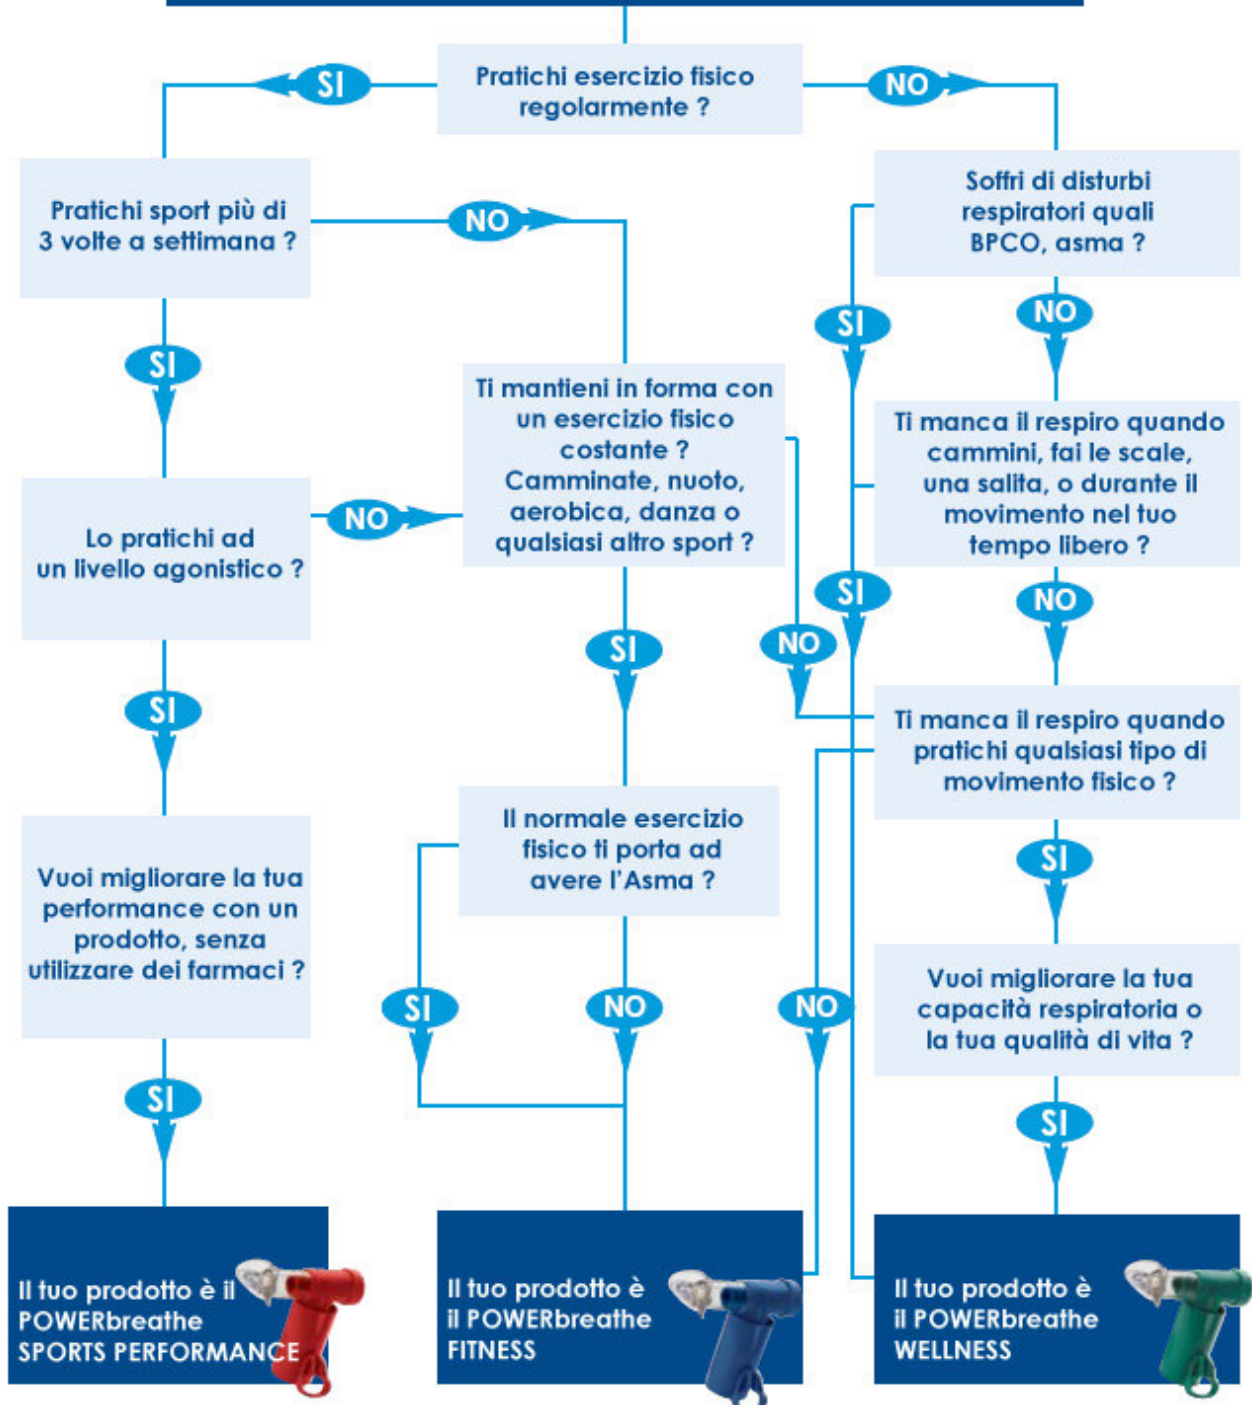 Pratichi esercizio fisico
regolarmente ?
SI
NO
Pratichi sport più di
3 volte a settimana ?
NO
Soffri di disturbi
respiratori quali
BPCO, asma ?
SI
SI
NO
Ti mantieni in forma con
un esercizio fisico
costante ?
Camminate, nuoto,
aerobica, danza o
qualsiasi altro sport ?
Ti manca il respiro quando
cammini, fai le scale,
una salita, o durante il
movimento nel tuo
tempo libero ?
Lo pratichi ad
un livello agonistico ?
NO
SI
NO
SI
NO
SI
Ti manca il respiro quando
pratichi qualsiasi tipo di
movimento fisico ?
Il normale esercizio
fisico ti porta ad
avere l'Asma ?
SI
Vuoi migliorare la tua
performance con un
prodotto, senza
utilizzare dei farmaci ?
Vuoi migliorare la tua
capacità respiratoria o
la tua qualità di vita ?
SI
NO
NO
SI
SI
Il tuo prodotto è il
POWERbreathe
SPORTS PERFORMANCE
Il tuo prodotto è
il POWERbreathe
FITNESS
Il tuo prodotto è
il POWERbreathe
WELLNESS